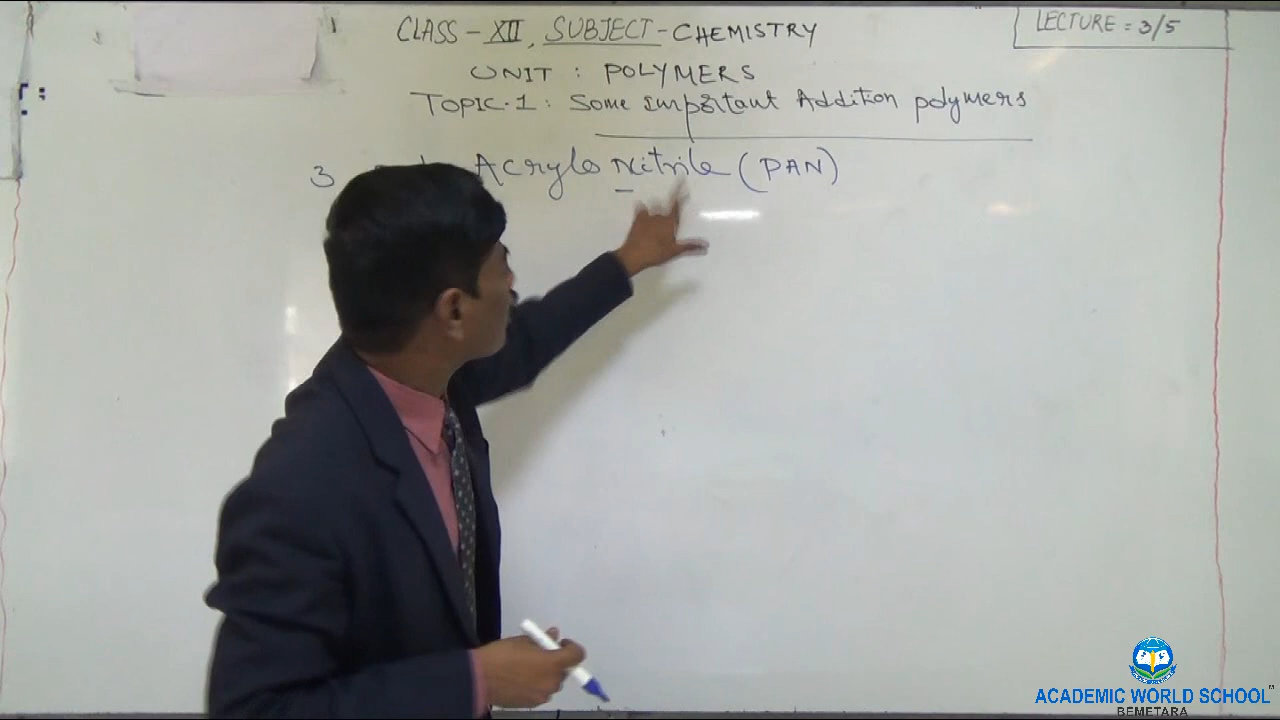 CLASS - XII, SUBJECT - CHEMISTRY
LECTURE = 3/5
UNIT : POLYMERS
TOPIC.1 : Some important Addition polymers
3 Acrylo Nitrile (PAN)
ACADEMIC WORLD SCHOOL
BEMETARA